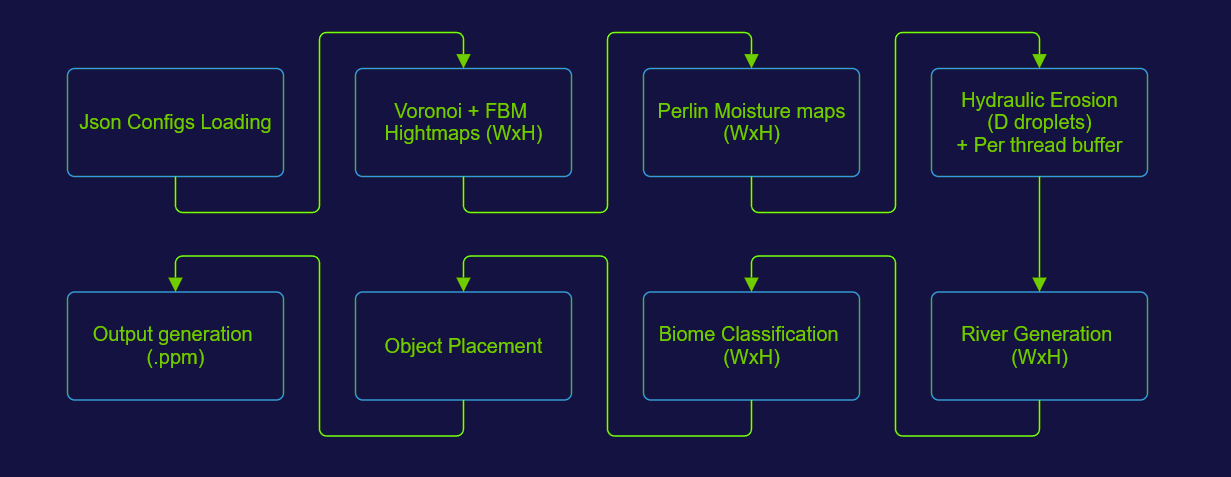 Json Configs Loading
Voronoi + FBM
Hightmaps (WxH)
Perlin Moisture maps
(WxH)
Hydraulic Erosion
(D droplets)
+ Per thread buffer
Output generation
(.ppm)
Object Placement
Biome Classification
(WxH)
River Generation
(WxH)